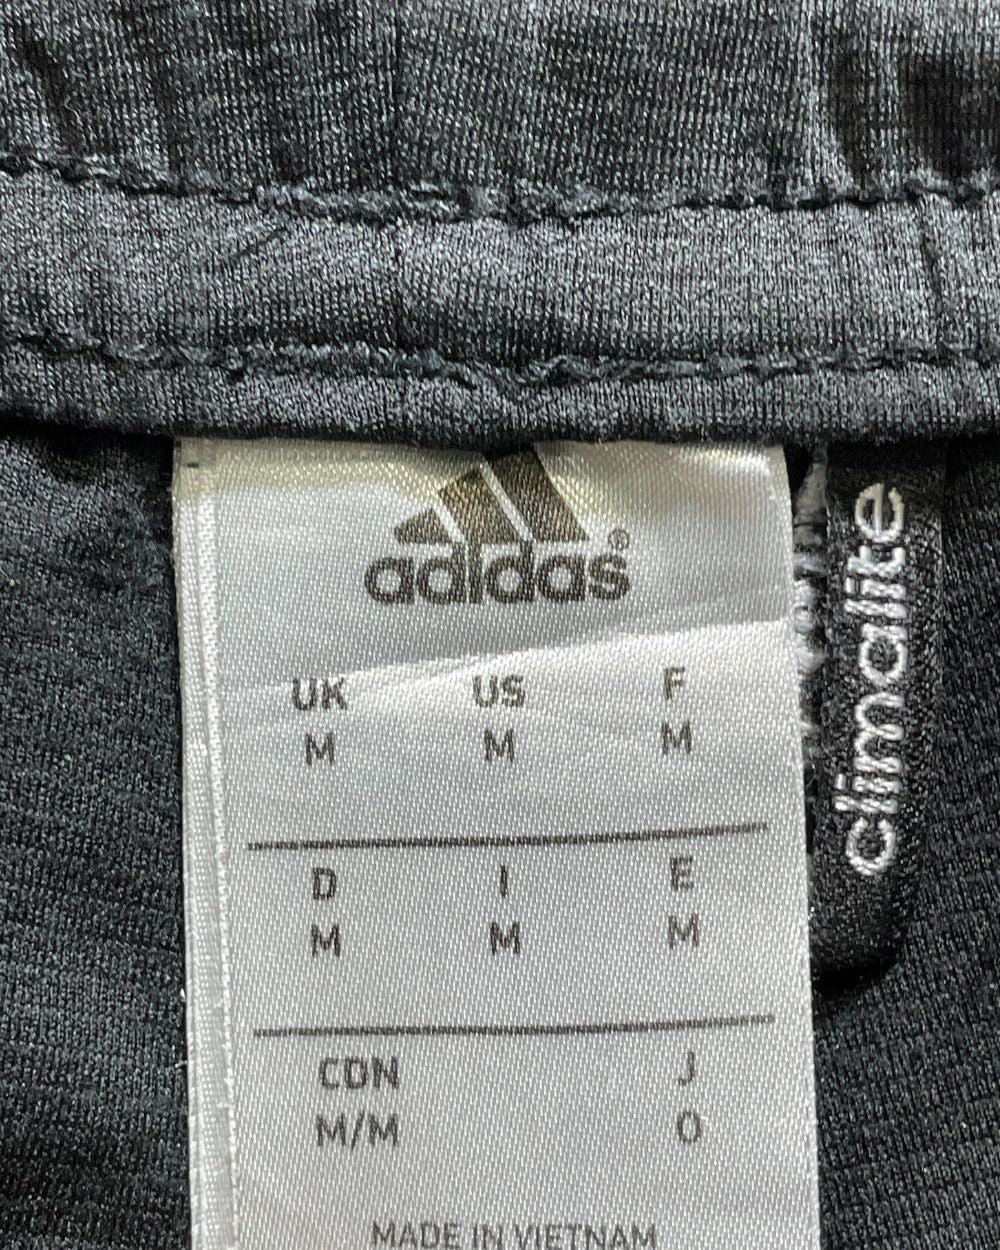 adidas®
UK US F
M M M
D I E
M M M
CDN J
M/M O
MADE IN VIETNAM
climalite